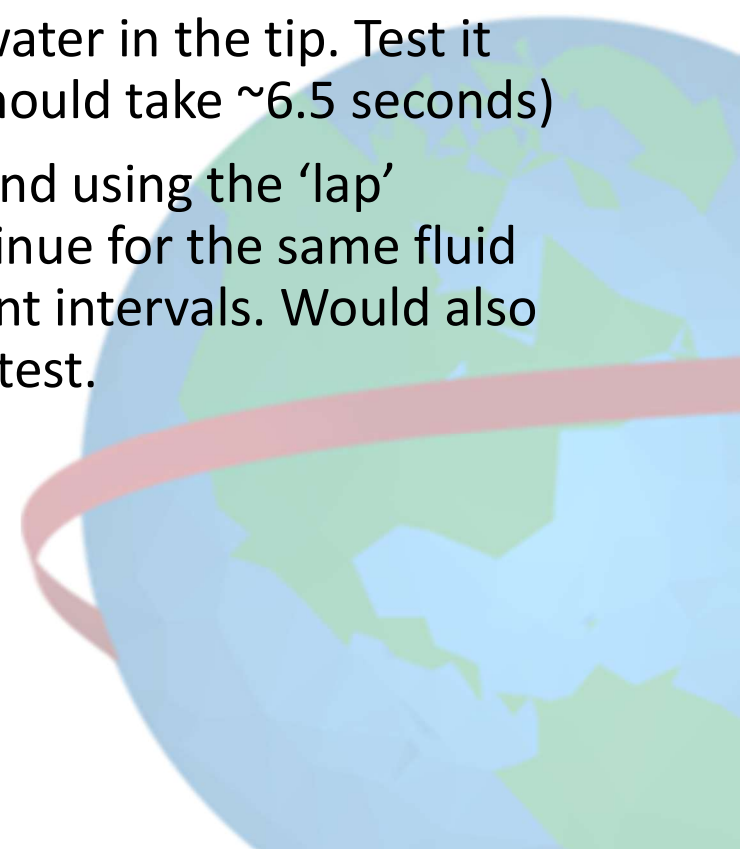 water in the tip. Test it
hould take ~6.5 seconds)
nd using the ‘lap’
inue for the same fluid
nt intervals. Would also
test.